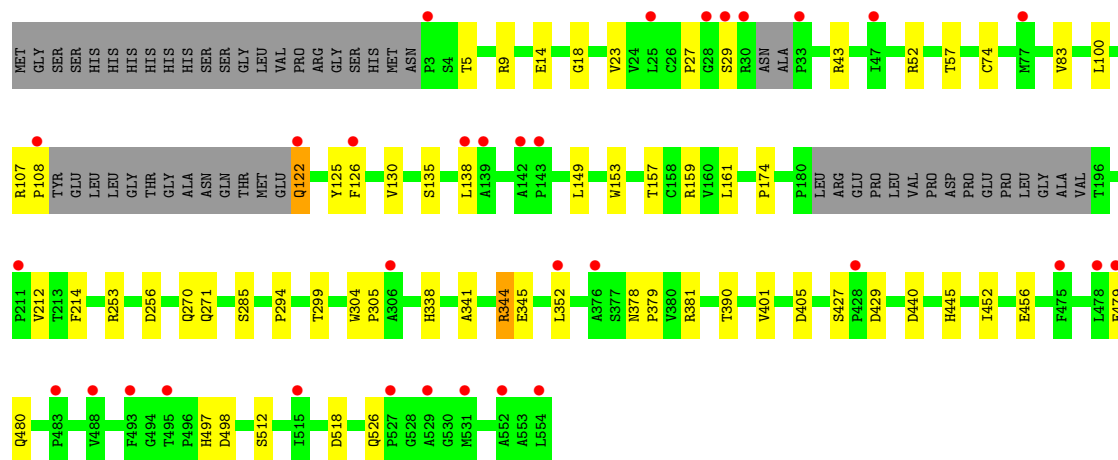 MET GLY SER SER HIS HIS HIS HIS HIS HIS SER SER GLY LEU VAL PRO ARG GLY SER HIS MET ASN P3 S4 T5 R9 E14 G18 V23 V24 L25 C26 P27 G28 S29 R30 ASN ALA P33 R43 I47 R52 T57 C74 M77 V83 L100
R107 P108 TYR GLU LEU LEU GLY THR GLY ALA ASN GLN THR MET GLU Q122 Y125 F126 V130 S135 L138 A139 A142 P143 L149 W153 T157 C158 R159 V160 L161 P174 P180 LEU ARG GLU PRO LEU VAL PRO ASP PRO GLU PRO LEU GLY ALA VAL T196
P211 V212 T213 F214 R253 D256 Q270 Q271 S285 P294 T299 W304 P305 A306 H338 A341 R344 E345 L352 A376 S377 N378 P379 V380 R381 T390 V401 D405 S427 P428 D429 D440 H445 I452 E456 F475 L478
Q480 P483 V488 F493 G494 T495 P496 H497 D498 S512 I515 D518 Q526 P527 G528 A529 G530 M531 A552 A553 L554